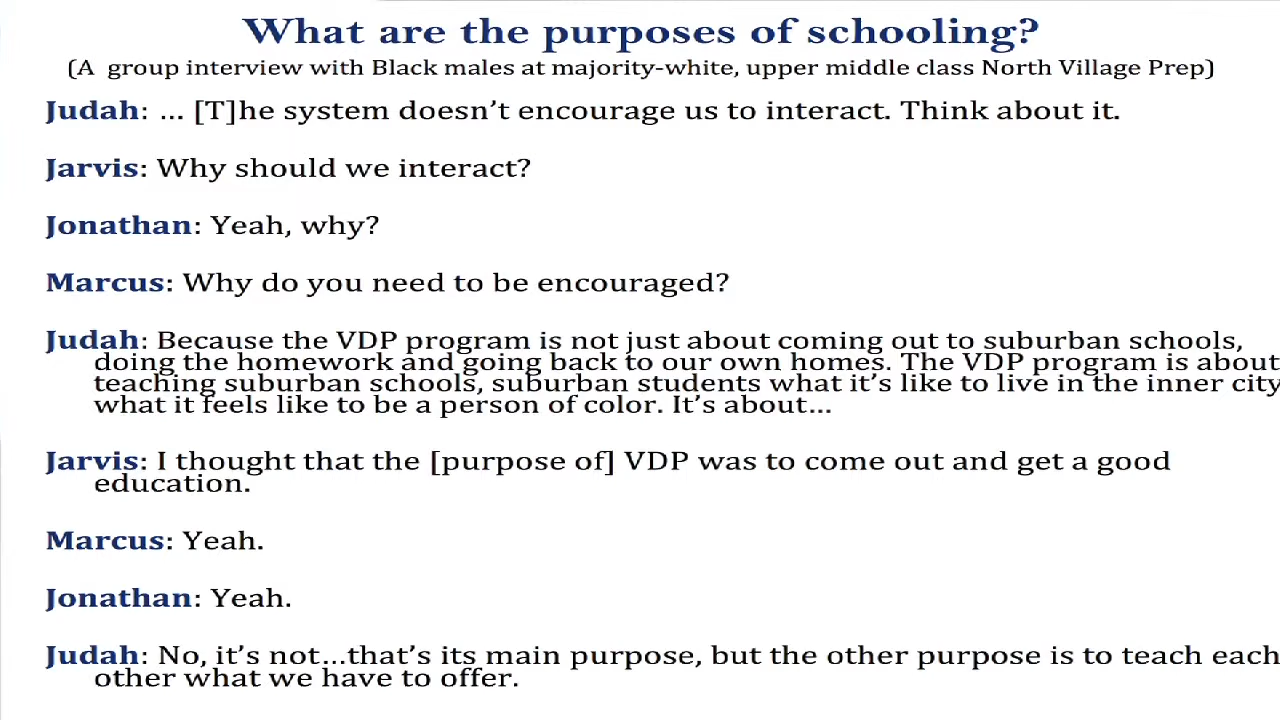 What are the purposes of schooling?
(A group interview with Black males at majority-white, upper middle class North Village Prep)
Judah: ... [T]he system doesn’t encourage us to interact. Think about it.
Jarvis: Why should we interact?
Jonathan: Yeah, why?
Marcus: Why do you need to be encouraged?
Judah: Because the VDP program is not just about coming out to suburban schools,
doing the homework and going back to our own homes. The VDP program is about
teaching suburban schools, suburban students what it’s like to live in the inner city
what it feels like to be a person of color. It’s about...
Jarvis: I thought that the [purpose of] VDP was to come out and get a good
education.
Marcus: Yeah.
Jonathan: Yeah.
Judah: No, it’s not...that’s its main purpose, but the other purpose is to teach each
other what we have to offer.